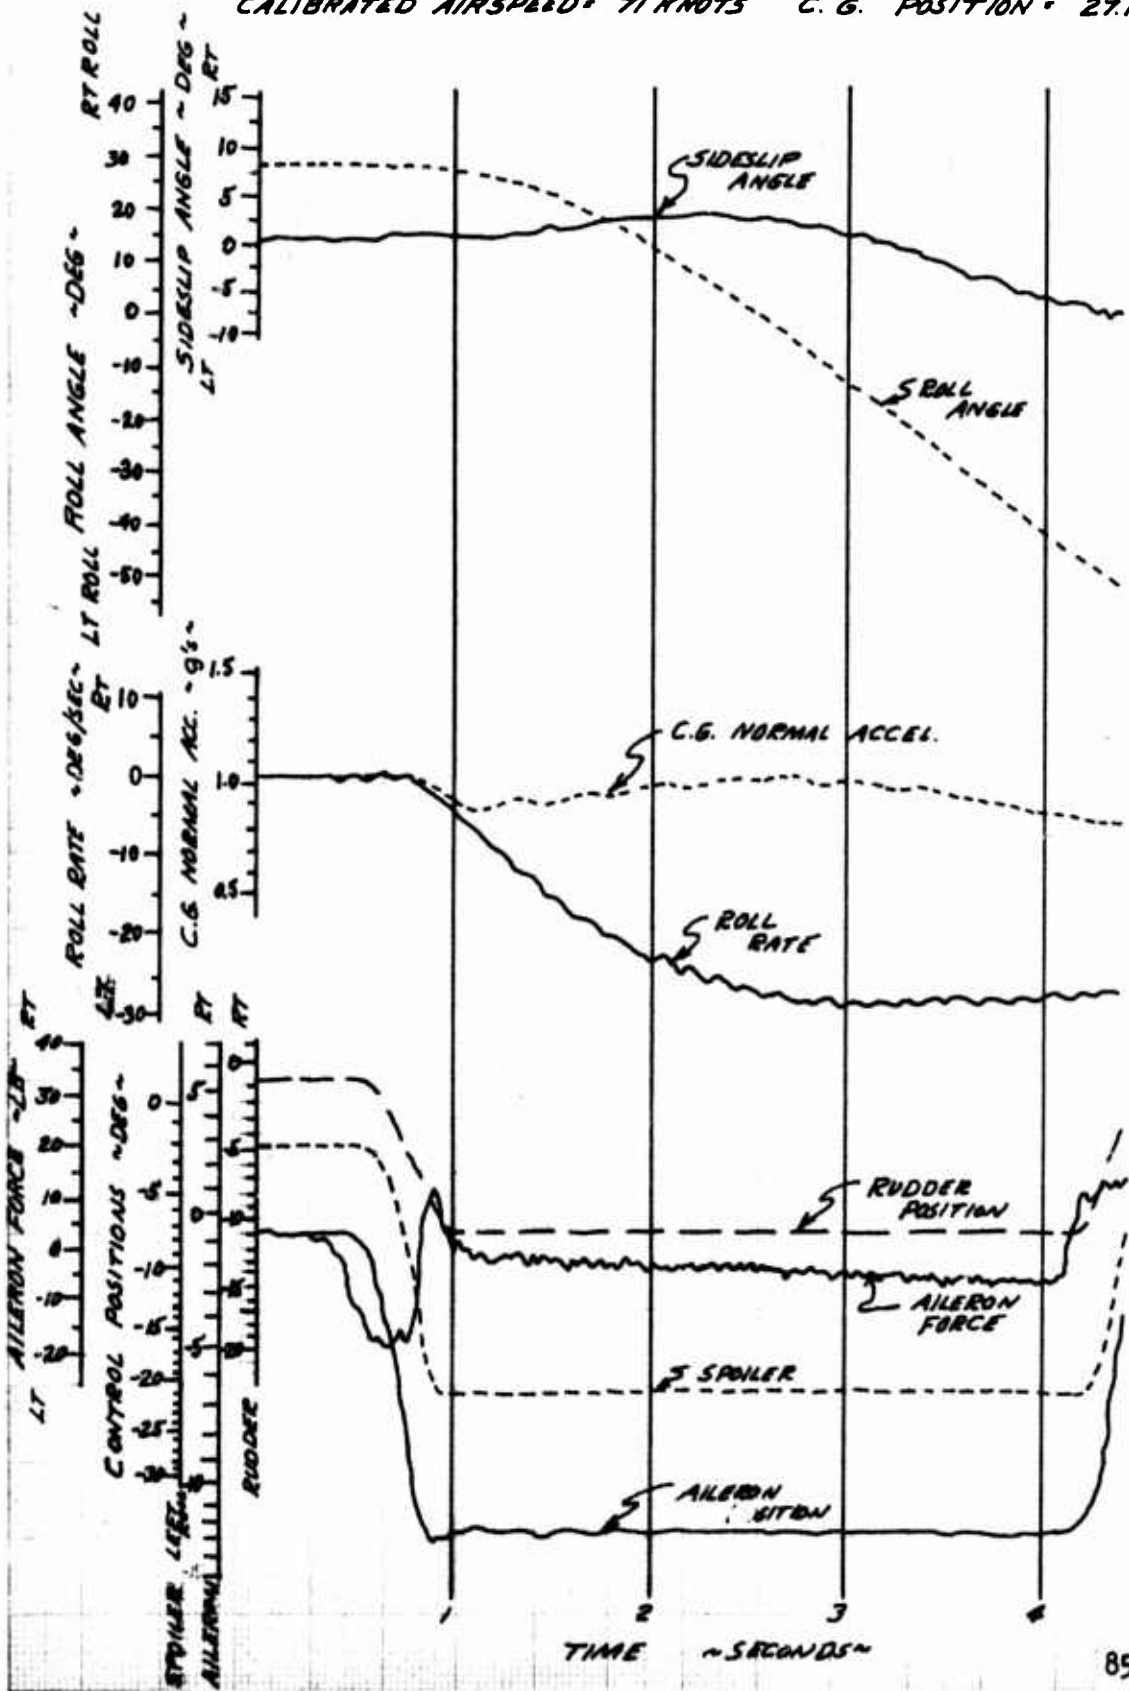 CALIBRATED AIRSPEED = 71 KNOTS C. G. POSITION =
RT ROLL
ROLL ANGLE ~DEG~
LT ROLL
40
30
20
10
0
-10
-20
-30
-40
-50
RT
SIDESLIP ANGLE ~ DEG ~
LT
15
10
5
0
-5
-10
SIDESLIP
ANGLE
ROLL
ANGLE
RT
ROLL RATE ~DEG/SEC~
10
0
-10
-20
-30
C.G. NORMAL ACC. ~ g's ~
1.5
1.0
0.5
C.G. NORMAL ACCEL.
ROLL
RATE
RT
AILERON FORCE ~LB~
LT
40
30
20
10
0
-10
-20
CONTROL POSITIONS ~DEG~
0
-5
-10
-15
-20
-25
-30
SPOILER LEFT
RT
AILERON
RT
RUDDER
RUDDER
POSITION
AILERON
FORCE
SPOILER
AILERON
SITION
1
2
3
4
TIME ~SECONDS~
85